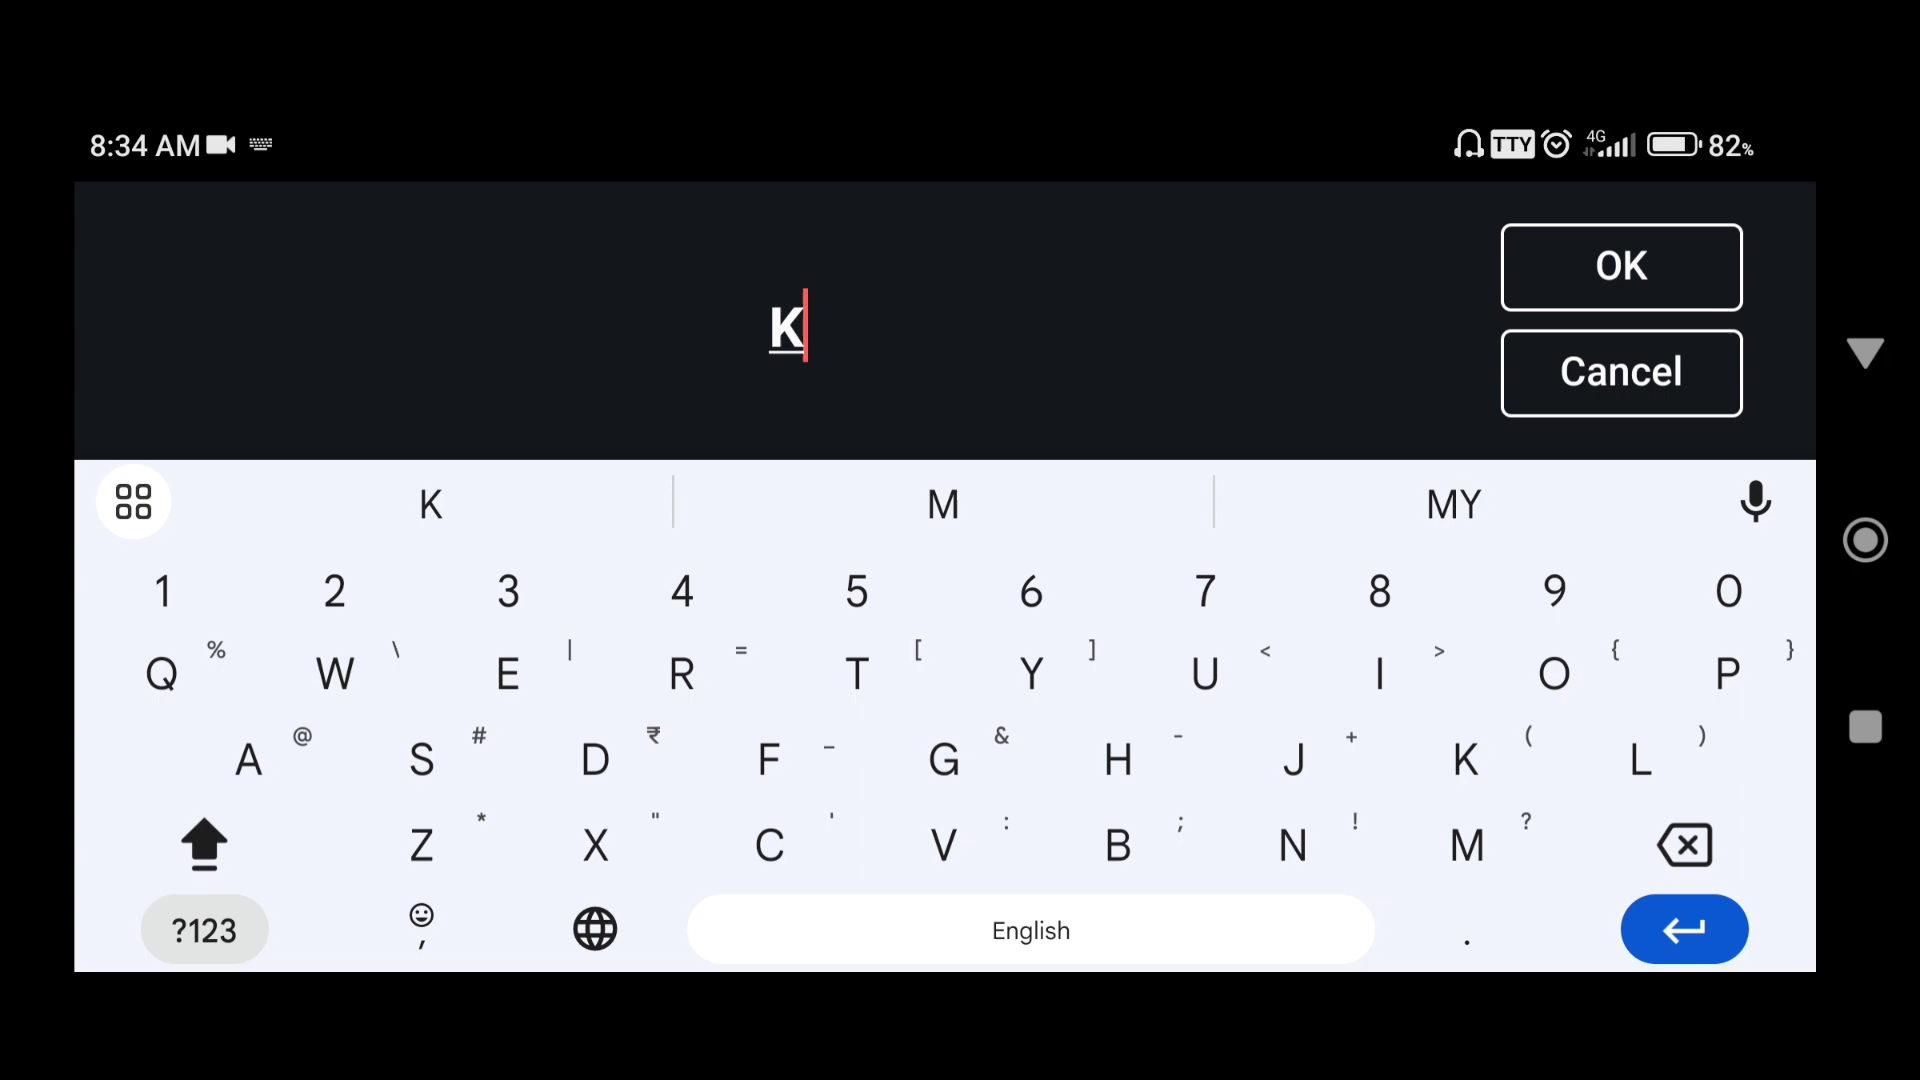 8:34 AM
TTY 4G 82%
OK
K
Cancel
K M MY
1 2 3 4 5 6 7 8 9 0
% \ | = [ ] < > { }
Q W E R T Y U I O P
@ # ₹ _ & - + ( )
A S D F G H J K L
* " ' : ; ! ?
Z X C V B N M
?123 , English .